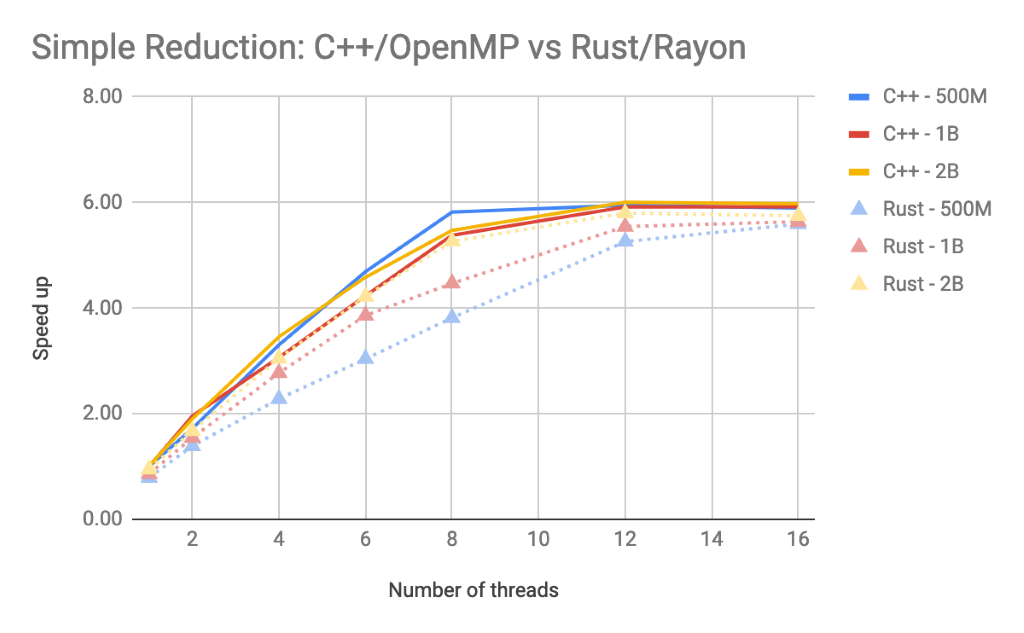 Simple Reduction: C++/OpenMP vs Rust/Rayon
8.00
6.00
4.00
2.00
0.00
Speed up
2 4 6 8 10 12 14 16
Number of threads
C++ - 500M
C++ - 1B
C++ - 2B
Rust - 500M
Rust - 1B
Rust - 2B